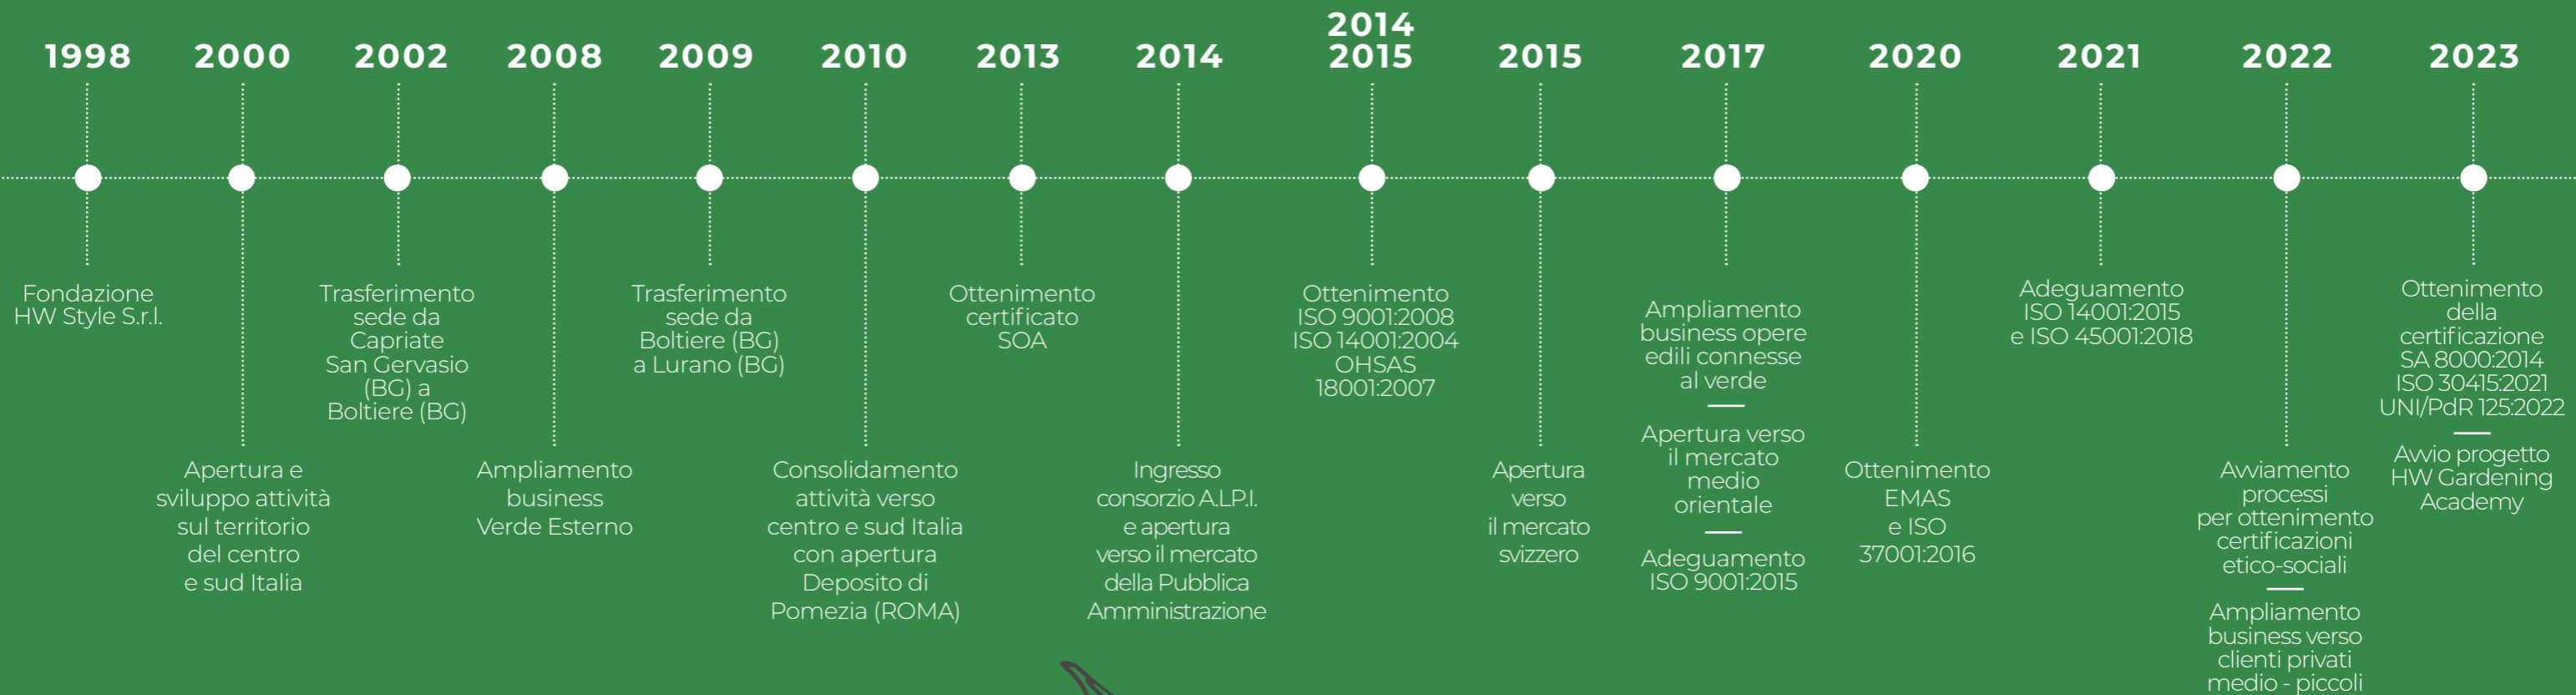 1998
Fondazione
HW Style S.r.l.
2000
Apertura e
sviluppo attività
sul territorio
del centro
e sud Italia
2002
Trasferimento
sede da
Capriate
San Gervasio
(BG) a
Boltiere (BG)
2008
Ampliamento
business
Verde Esterno
2009
Trasferimento
sede da
Boltiere (BG)
a Lurano (BG)
2010
Consolidamento
attività verso
centro e sud Italia
con apertura
Deposito di
Pomezia (ROMA)
2013
Ottenimento
certificato
SOA
2014
Ingresso
consorzio A.LP.I.
e apertura
verso il mercato
della Pubblica
Amministrazione
2014
2015
Ottenimento
ISO 9001:2008
ISO 14001:2004
OHSAS
18001:2007
2015
Apertura
verso
il mercato
svizzero
2017
Ampliamento
business opere
edili connesse
al verde
Apertura verso
il mercato
medio
orientale
Adeguamento
ISO 9001:2015
2020
Ottenimento
EMAS
e ISO
37001:2016
2021
Adeguamento
ISO 14001:2015
e ISO 45001:2018
2022
Avviamento
processi
per ottenimento
certificazioni
etico-sociali
Ampliamento
business verso
clienti privati
medio - piccoli
2023
Ottenimento
della
certificazione
SA 8000:2014
ISO 30415:2021
UNI/PdR 125:2022
Avvio progetto
HW Gardening
Academy